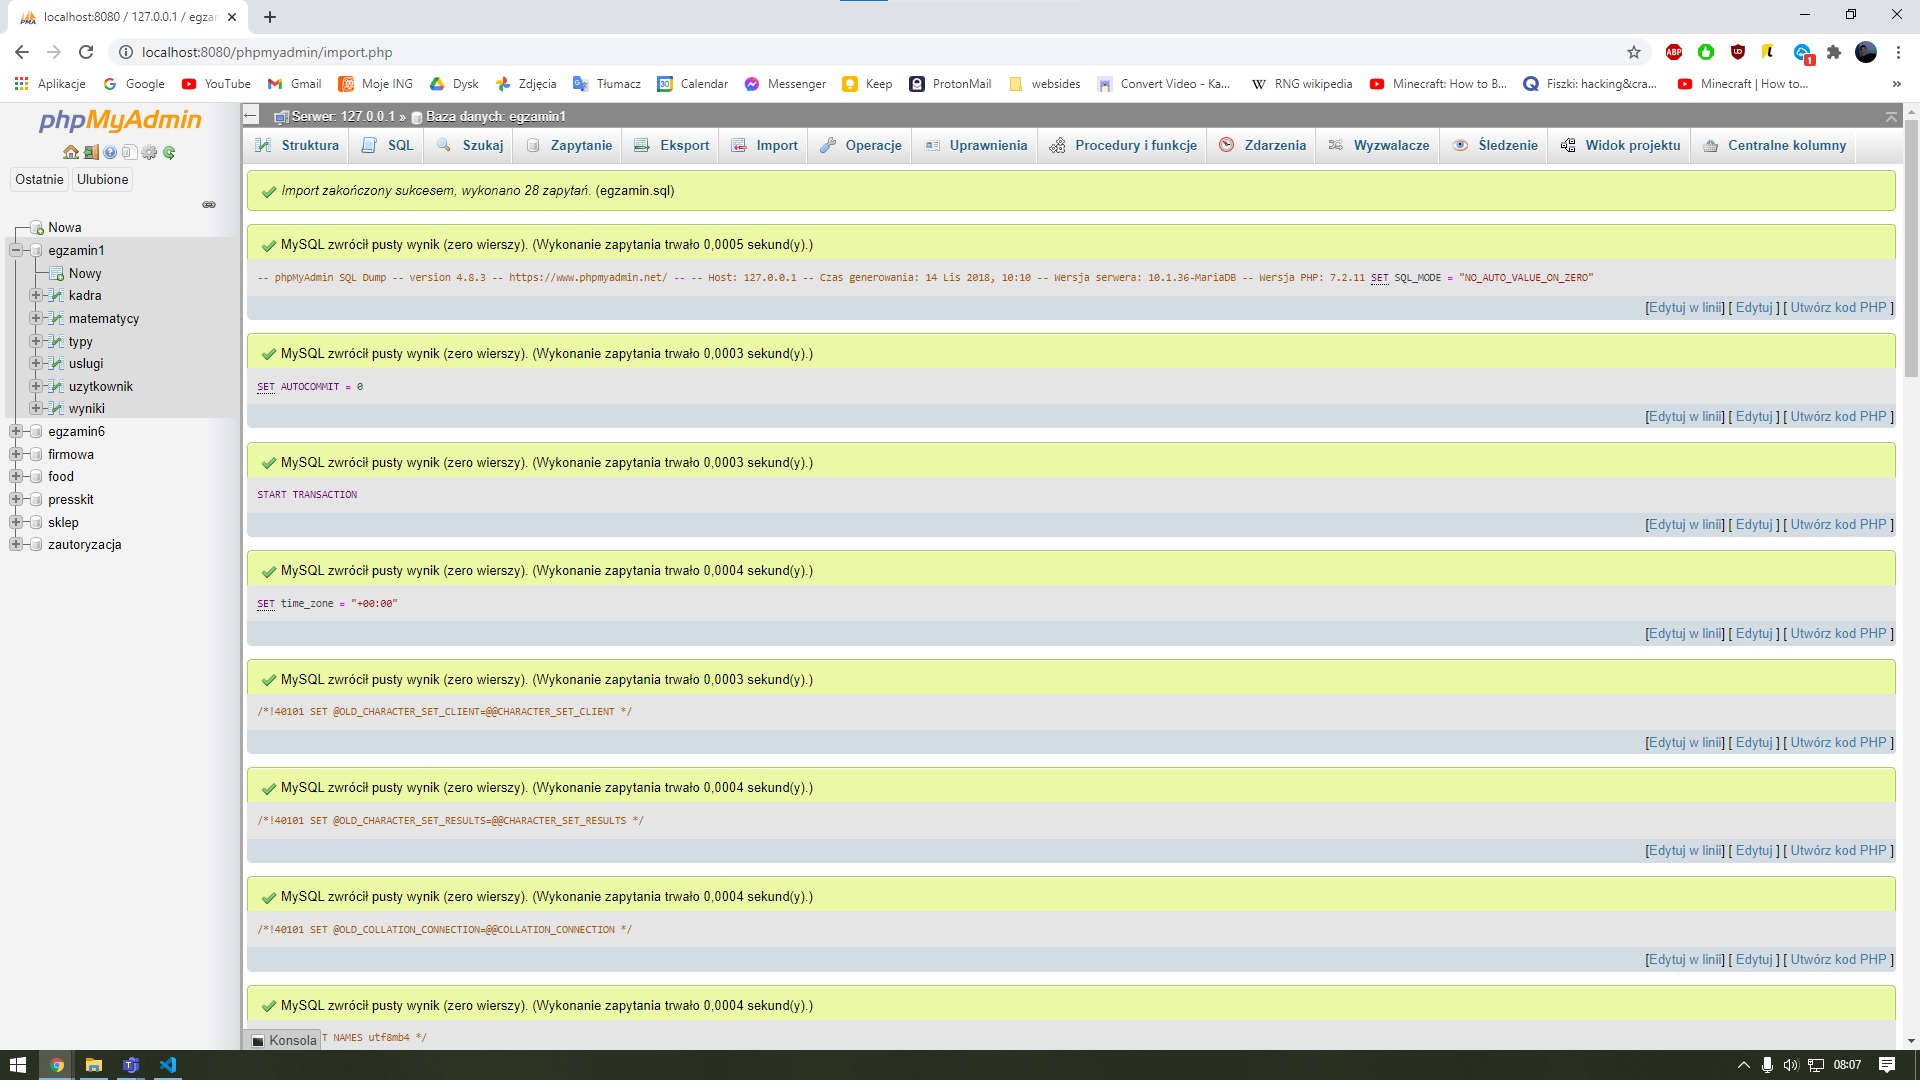 localhost:8080 / 127.0.0.1 / egza
localhost:8080/phpmyadmin/import.php
ABP
1
Aplikacje
Google
YouTube
Gmail
Moje ING
Dysk
Zdjęcia
Tłumacz
Calendar
Messenger
Keep
ProtonMail
websides
Convert Video - Ka...
RNG wikipedia
Minecraft: How to B...
Fiszki: hacking&cra...
Minecraft | How to...
»
phpMyAdmin
Ostatnie
Ulubione
Nowa
egzamin1
Nowy
kadra
matematycy
typy
uslugi
uzytkownik
wyniki
egzamin6
firmowa
food
presskit
sklep
zautoryzacja
Serwer: 127.0.0.1 » Baza danych: egzamin1
Struktura
SQL
Szukaj
Zapytanie
Eksport
Import
Operacje
Uprawnienia
Procedury i funkcje
Zdarzenia
Wyzwalacze
Śledzenie
Widok projektu
Centralne kolumny
Import zakończony sukcesem, wykonano 28 zapytań. (egzamin.sql)
MySQL zwrócił pusty wynik (zero wierszy). (Wykonanie zapytania trwało 0,0005 sekund(y).)
-- phpMyAdmin SQL Dump -- version 4.8.3 -- https://www.phpmyadmin.net/ -- -- Host: 127.0.0.1 -- Czas generowania: 14 Lis 2018, 10:10 -- Wersja serwera: 10.1.36-MariaDB -- Wersja PHP: 7.2.11 SET SQL_MODE = "NO_AUTO_VALUE_ON_ZERO"
[Edytuj w linii] [ Edytuj ] [ Utwórz kod PHP ]
MySQL zwrócił pusty wynik (zero wierszy). (Wykonanie zapytania trwało 0,0003 sekund(y).)
SET AUTOCOMMIT = 0
[Edytuj w linii] [ Edytuj ] [ Utwórz kod PHP ]
MySQL zwrócił pusty wynik (zero wierszy). (Wykonanie zapytania trwało 0,0003 sekund(y).)
START TRANSACTION
[Edytuj w linii] [ Edytuj ] [ Utwórz kod PHP ]
MySQL zwrócił pusty wynik (zero wierszy). (Wykonanie zapytania trwało 0,0004 sekund(y).)
SET time_zone = "+00:00"
[Edytuj w linii] [ Edytuj ] [ Utwórz kod PHP ]
MySQL zwrócił pusty wynik (zero wierszy). (Wykonanie zapytania trwało 0,0003 sekund(y).)
/*!40101 SET @OLD_CHARACTER_SET_CLIENT=@@CHARACTER_SET_CLIENT */
[Edytuj w linii] [ Edytuj ] [ Utwórz kod PHP ]
MySQL zwrócił pusty wynik (zero wierszy). (Wykonanie zapytania trwało 0,0004 sekund(y).)
/*!40101 SET @OLD_CHARACTER_SET_RESULTS=@@CHARACTER_SET_RESULTS */
[Edytuj w linii] [ Edytuj ] [ Utwórz kod PHP ]
MySQL zwrócił pusty wynik (zero wierszy). (Wykonanie zapytania trwało 0,0004 sekund(y).)
/*!40101 SET @OLD_COLLATION_CONNECTION=@@COLLATION_CONNECTION */
[Edytuj w linii] [ Edytuj ] [ Utwórz kod PHP ]
MySQL zwrócił pusty wynik (zero wierszy). (Wykonanie zapytania trwało 0,0004 sekund(y).)
Konsola
T NAMES utf8mb4 */
08:07